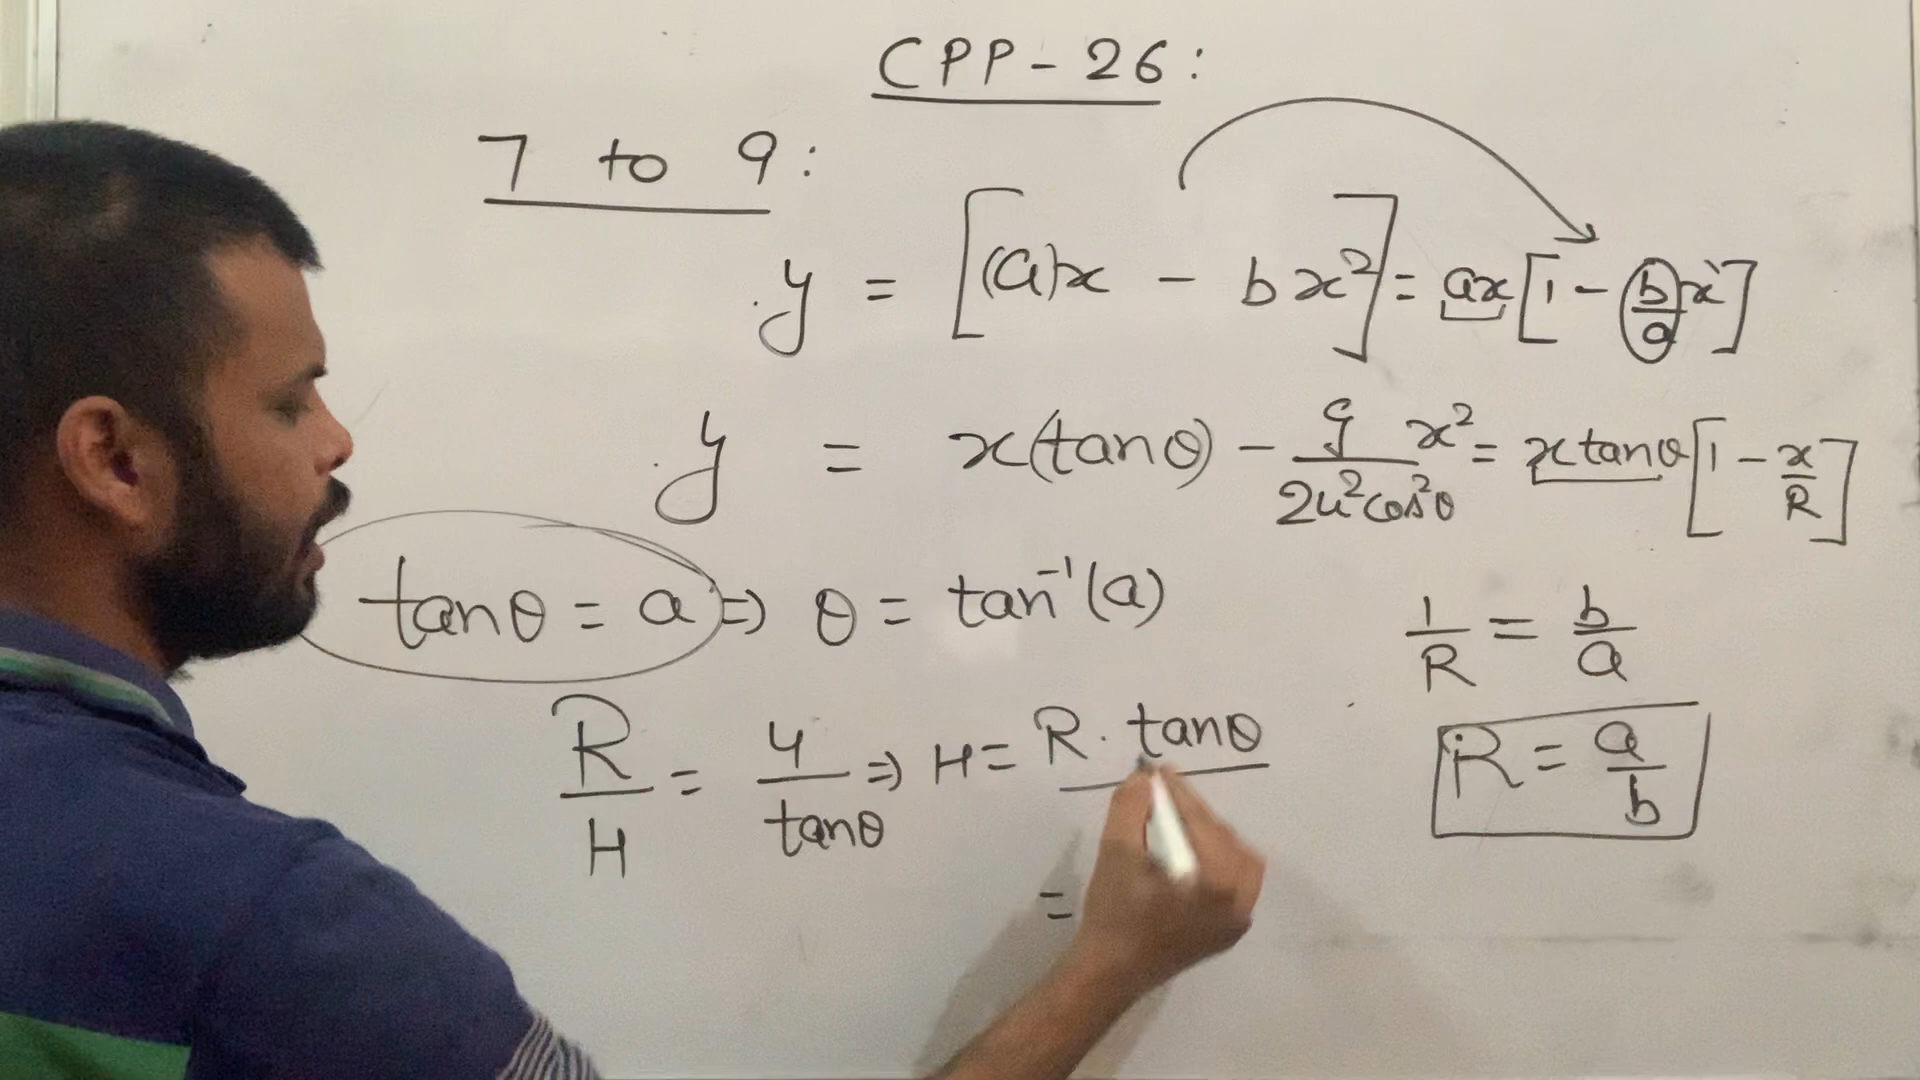 CPP - 26 :
7 to 9 :
y = [(a)x - bx²] = ax[1 - (b/a)x]
y = x(tanθ) - g/(2u²cos²θ) x² = x tanθ[1 - x/R]
tanθ = a ⇒ θ = tan⁻¹(a)
1/R = b/a
R/H = 4/tanθ ⇒ H = R. tanθ
R = a/b
=